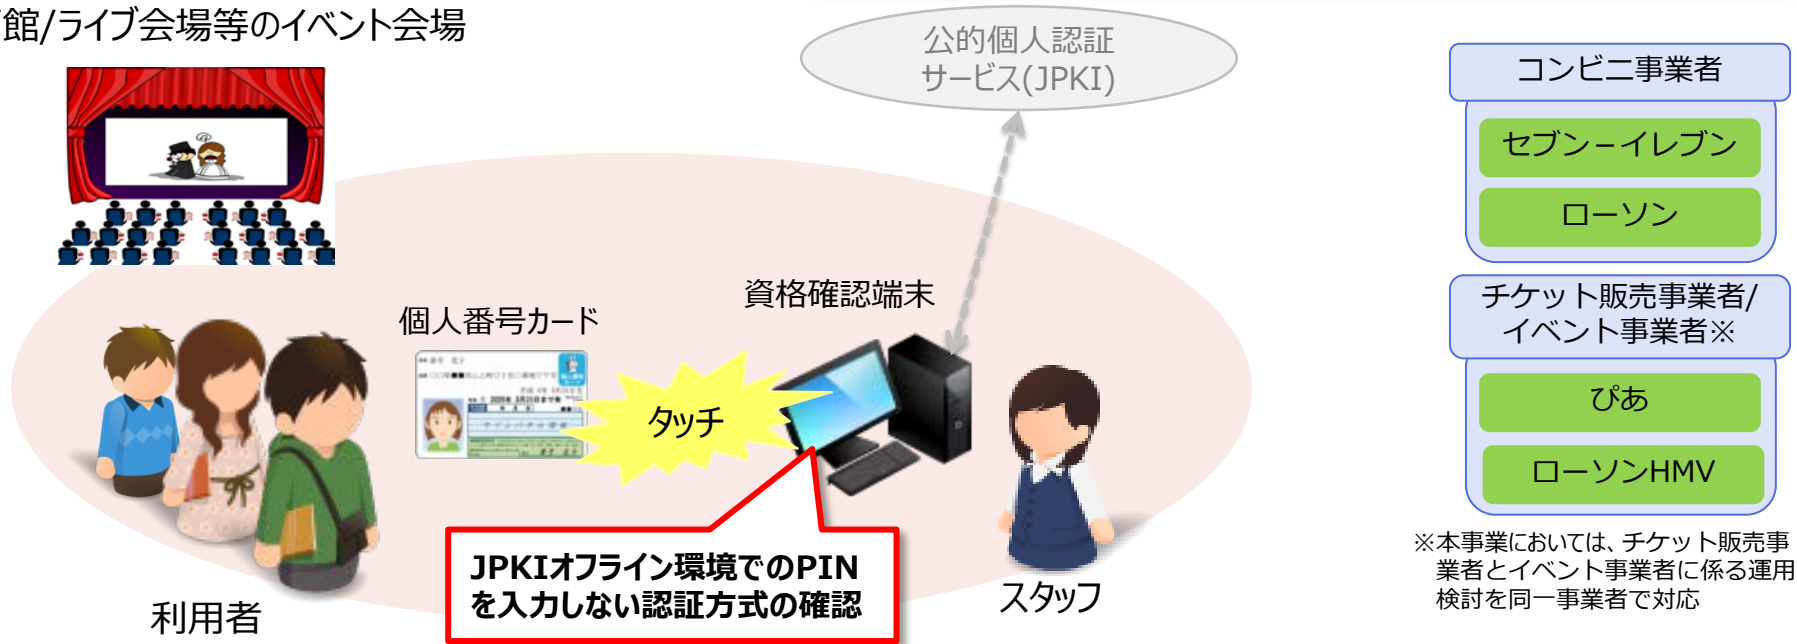 館/ライブ会場等のイベント会場
公的個人認証
サービス(JPKI)
資格確認端末
個人番号カード
タッチ
JPKIオフライン環境でのPIN
を入力しない認証方式の確認
利用者
スタッフ
コンビニ事業者
セブン－イレブン
ローソン
チケット販売事業者/
イベント事業者※
ぴあ
ローソンHMV
※本事業においては、チケット販売事
業者とイベント事業者に係る運用
検討を同一事業者で対応